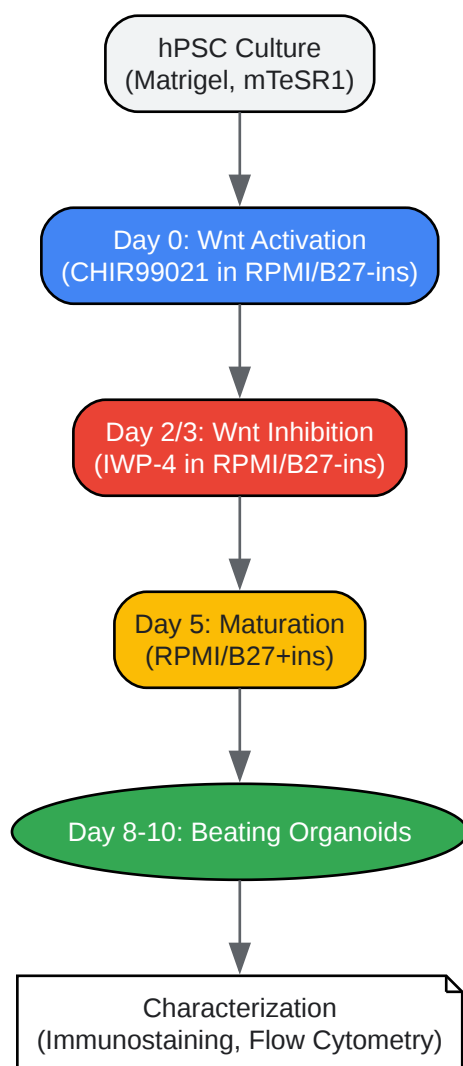 hPSC Culture
(Matrigel, mTeSR1)
Day 0: Wnt Activation
(CHIR99021 in RPMI/B27-ins)
Day 2/3: Wnt Inhibition
(IWP-4 in RPMI/B27-ins)
Day 5: Maturation
(RPMI/B27+ins)
Day 8-10: Beating Organoids
Characterization
(Immunostaining, Flow Cytometry)